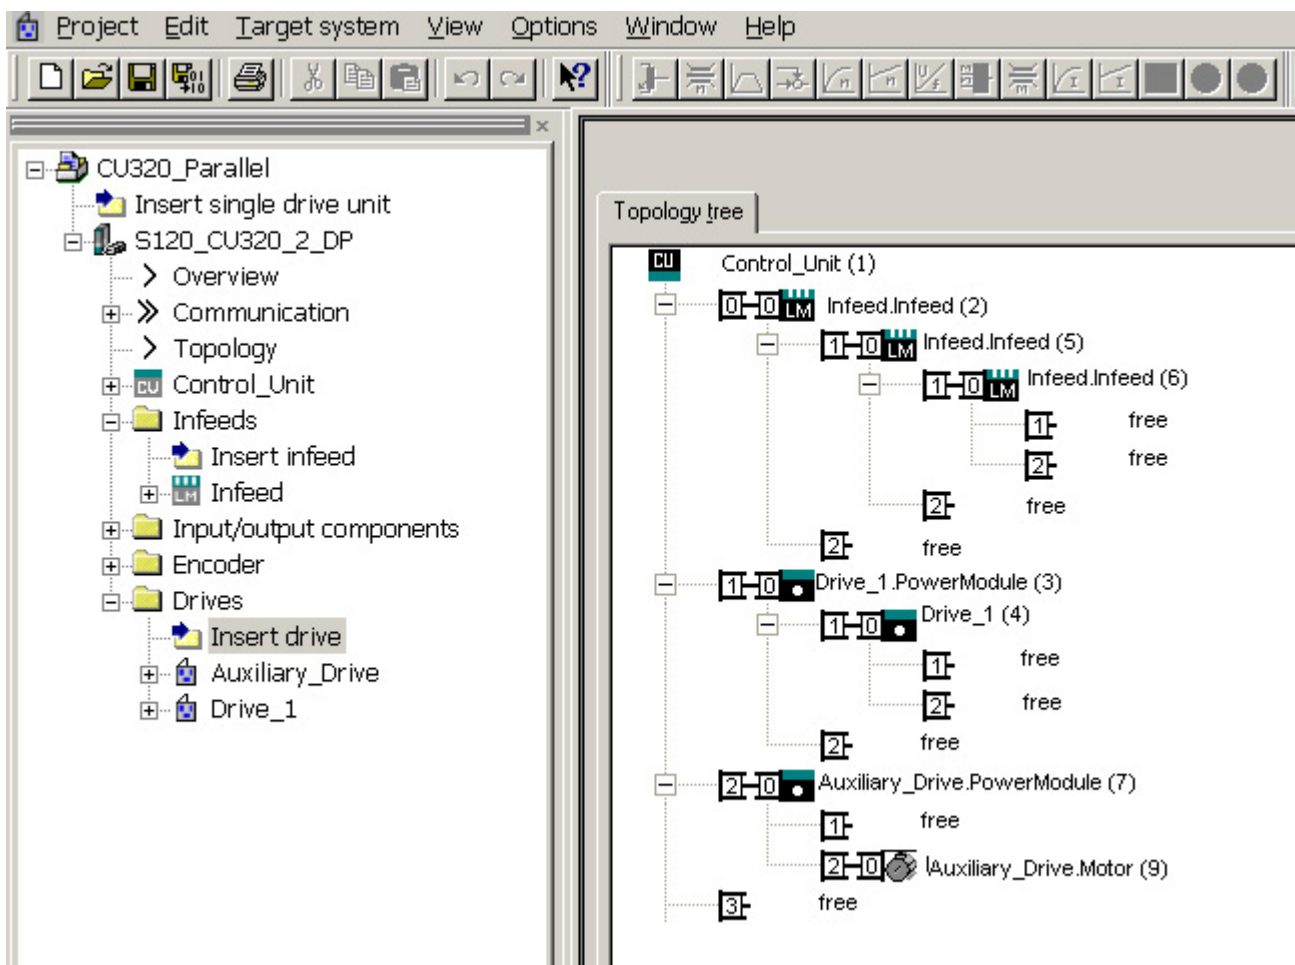 Project Edit Target system View Options Window Help
CU320_Parallel
Insert single drive unit
S120_CU320_2_DP
Overview
Communication
Topology
CU Control_Unit
Infeeds
Insert infeed
LM Infeed
Input/output components
Encoder
Drives
Insert drive
Auxiliary_Drive
Drive_1
Topology tree
CU Control_Unit (1)
0 0 LM Infeed.Infeed (2)
1 0 LM Infeed.Infeed (5)
1 0 LM Infeed.Infeed (6)
1 free
2 free
2 free
2 free
1 0 Drive_1.PowerModule (3)
1 0 Drive_1 (4)
1 free
2 free
2 free
2 0 Auxiliary_Drive.PowerModule (7)
1 free
2 0 Auxiliary_Drive.Motor (9)
3 free